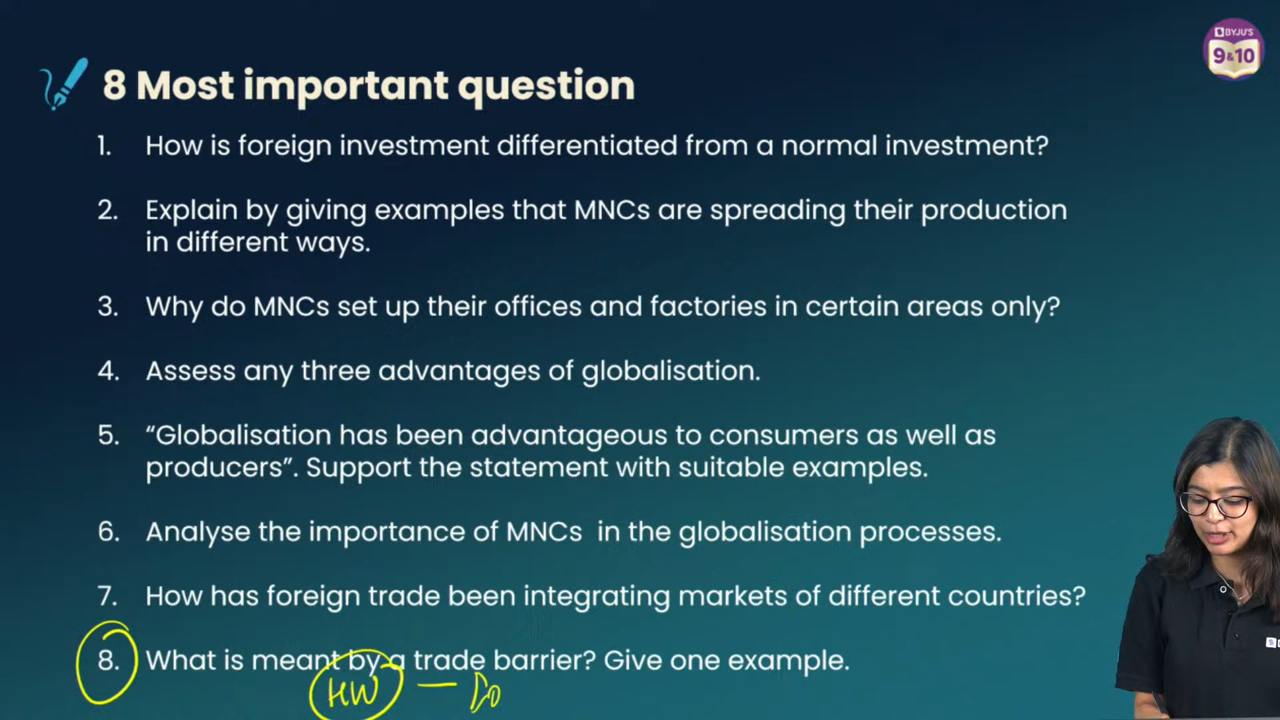 BYJU'S
9&10
8 Most important question
1. How is foreign investment differentiated from a normal investment?
2. Explain by giving examples that MNCs are spreading their production
in different ways.
3. Why do MNCs set up their offices and factories in certain areas only?
4. Assess any three advantages of globalisation.
5. “Globalisation has been advantageous to consumers as well as
producers”. Support the statement with suitable examples.
6. Analyse the importance of MNCs in the globalisation processes.
7. How has foreign trade been integrating markets of different countries?
8. What is meant by a trade barrier? Give one example.
HW –